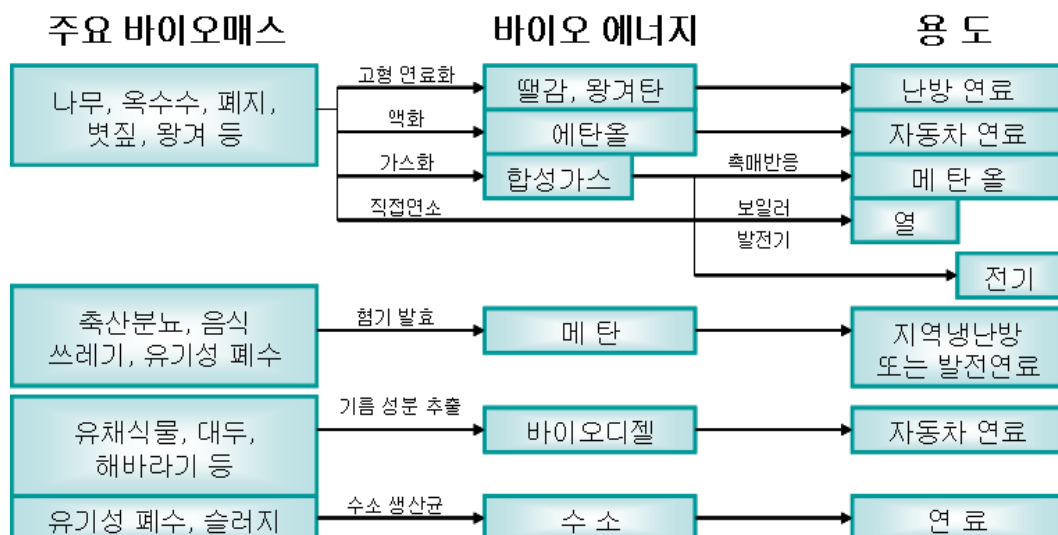 주요 바이오매스
바이오 에너지
용 도
나무, 옥수수, 폐지,
볏짚, 왕겨 등
고형 연료화
땔감, 왕겨탄
난방 연료
액화
에탄올
자동차 연료
가스화
합성가스
촉매반응
메 탄 올
직접연소
보일러
열
발전기
전기
축산분뇨, 음식
쓰레기, 유기성 폐수
혐기 발효
메 탄
지역냉난방
또는 발전연료
유채식물, 대두,
해바라기 등
기름 성분 추출
바이오디젤
자동차 연료
유기성 폐수, 슬러지
수소 생산균
수 소
연 료